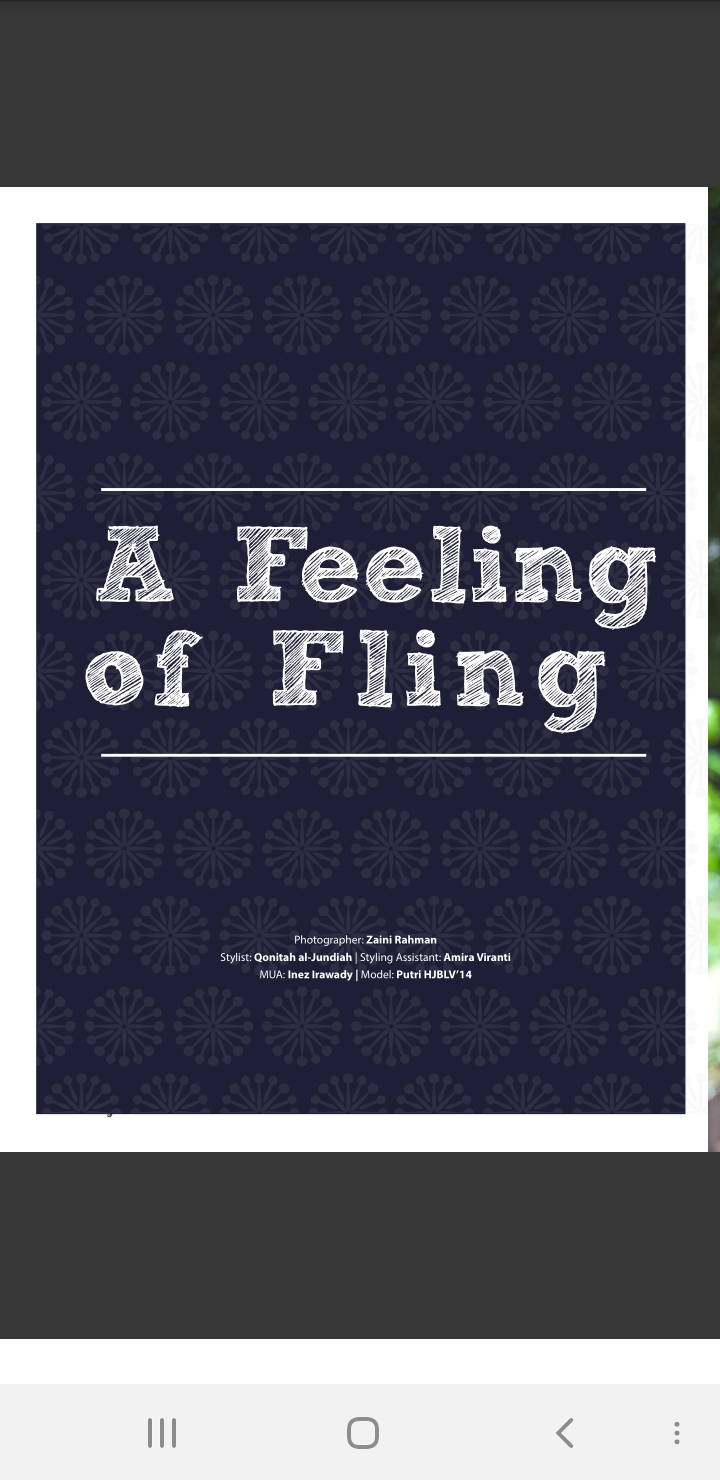 A Feeling
of Fling
Photographer: Zaini Rahman
Stylist: Qonitah al-Jundiah | Styling Assistant: Amira Viranti
MUA: Inez Irawady | Model: Putri HJBLV’14